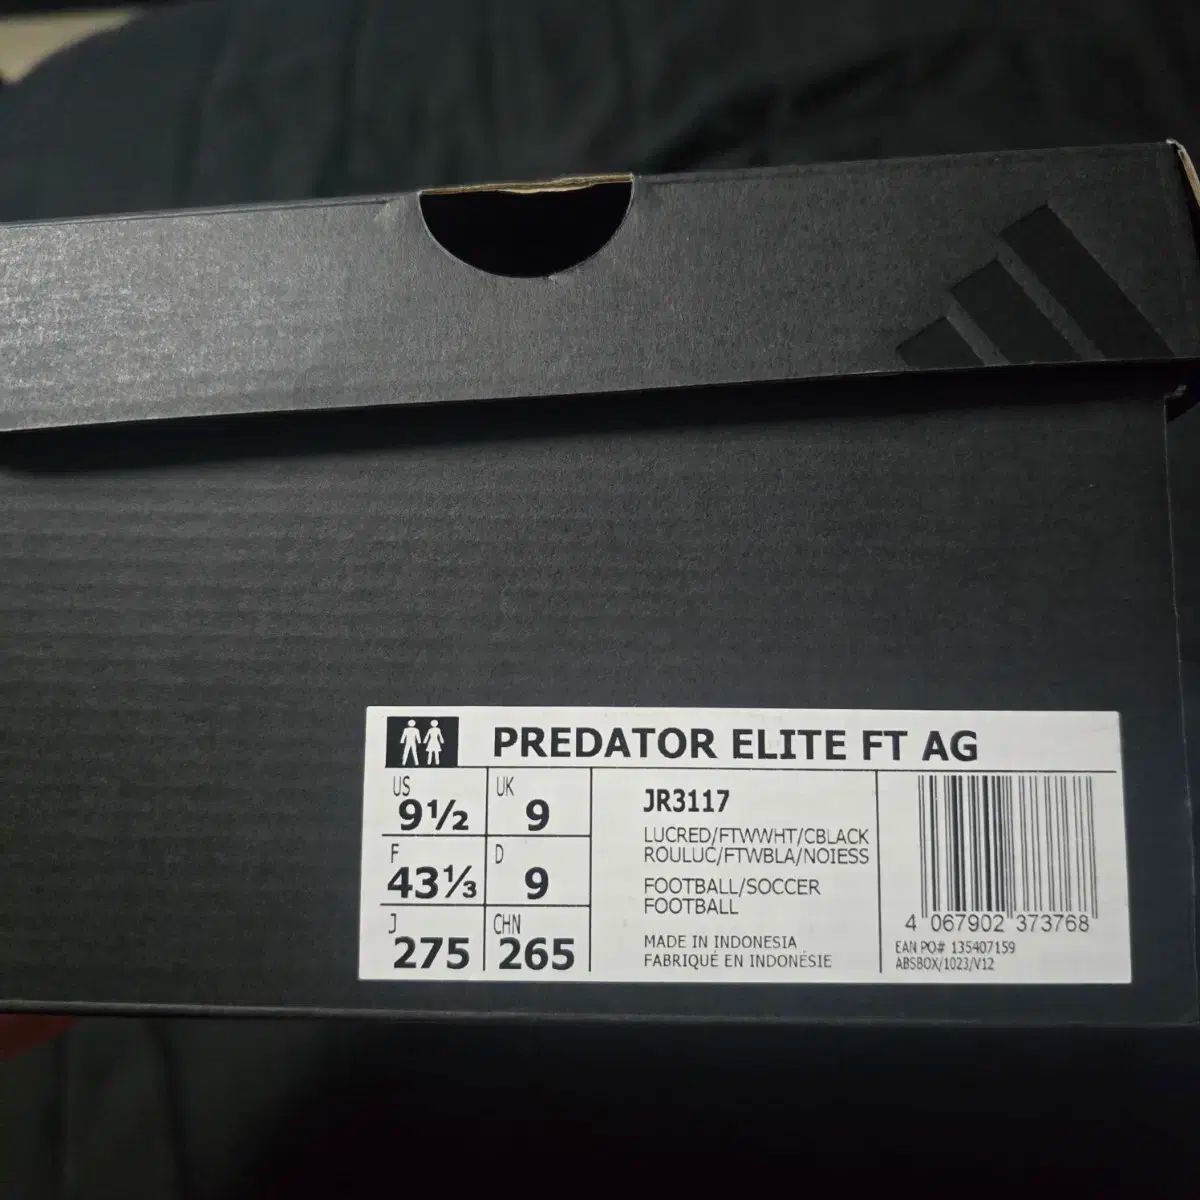 PREDATOR ELITE FT AG
US
9½
UK
9
F
43⅓
D
9
J
275
CHN
265
JR3117
LUCRED/FTWWHT/CBLACK
ROULUC/FTWBLA/NOIESS
FOOTBALL/SOCCER
FOOTBALL
MADE IN INDONESIA
FABRIQUÉ EN INDONÉSIE
4 067902 373768
EAN PO# 135407159
ABSBOX/1023/V12